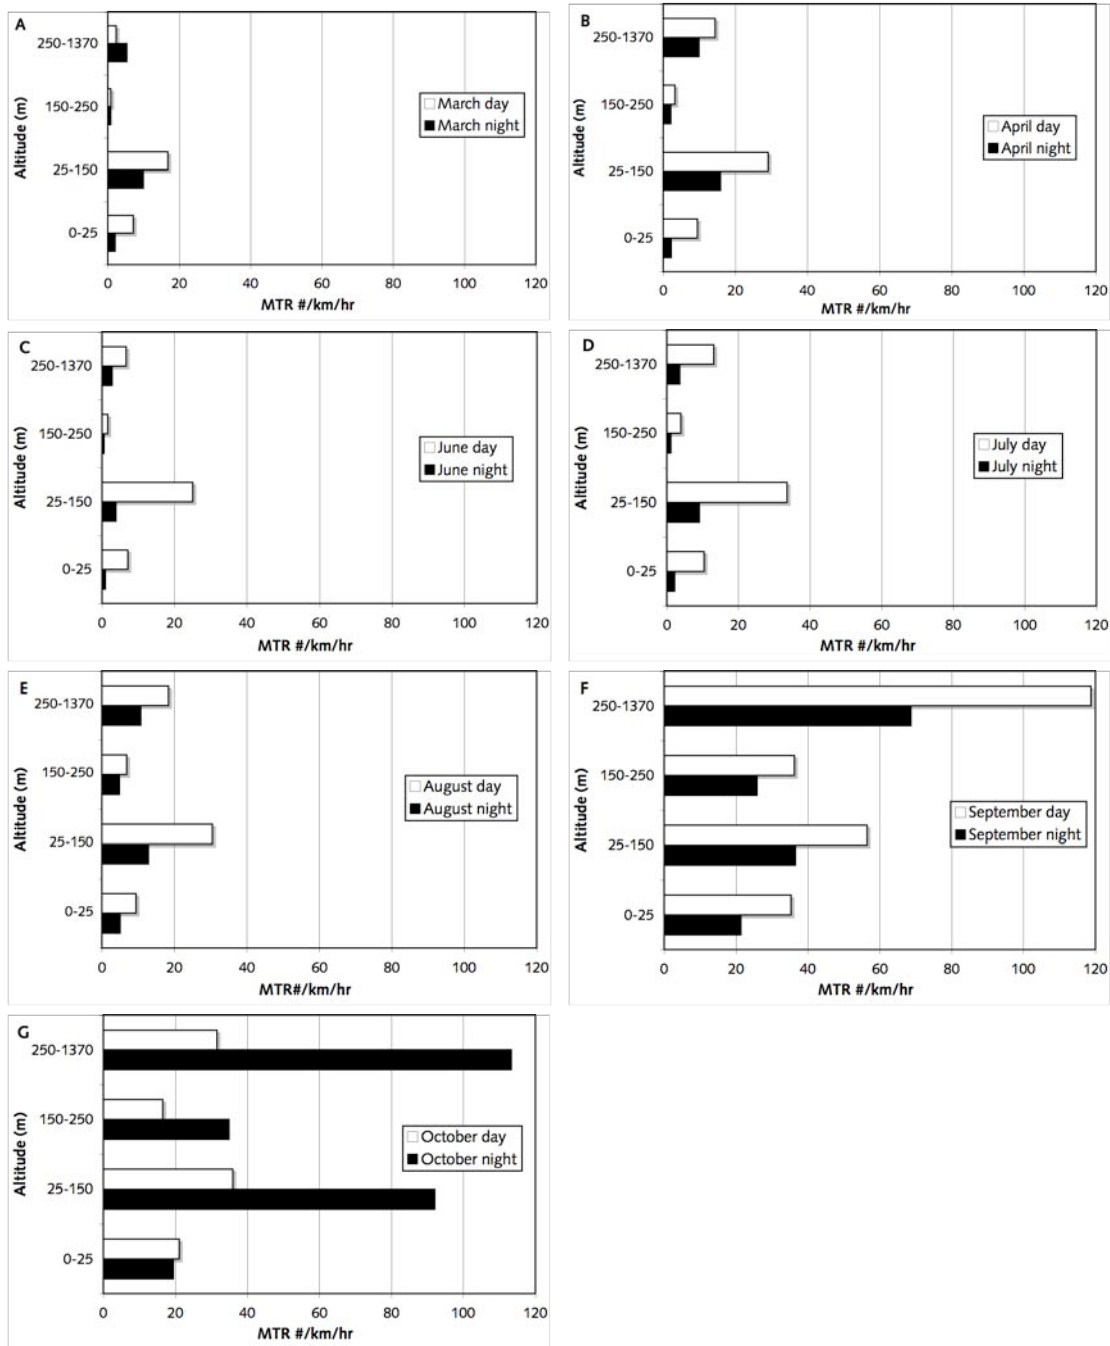 A
Altitude (m)
250-1370
150-250
25-150
0-25
March day
March night
0 20 40 60 80 100 120
MTR #/km/hr
B
Altitude (m)
250-1370
150-250
25-150
0-25
April day
April night
0 20 40 60 80 100 120
MTR #/km/hr
C
Altitude (m)
250-1370
150-250
25-150
0-25
June day
June night
0 20 40 60 80 100 120
MTR #/km/hr
D
Altitude (m)
250-1370
150-250
25-150
0-25
July day
July night
0 20 40 60 80 100 120
MTR #/km/hr
E
Altitude (m)
250-1370
150-250
25-150
0-25
August day
August night
0 20 40 60 80 100 120
MTR#/km/hr
F
Altitude (m)
250-1370
150-250
25-150
0-25
September day
September night
0 20 40 60 80 100 120
MTR #/km/hr
G
Altitude (m)
250-1370
150-250
25-150
0-25
October day
October night
0 20 40 60 80 100 120
MTR #/km/hr